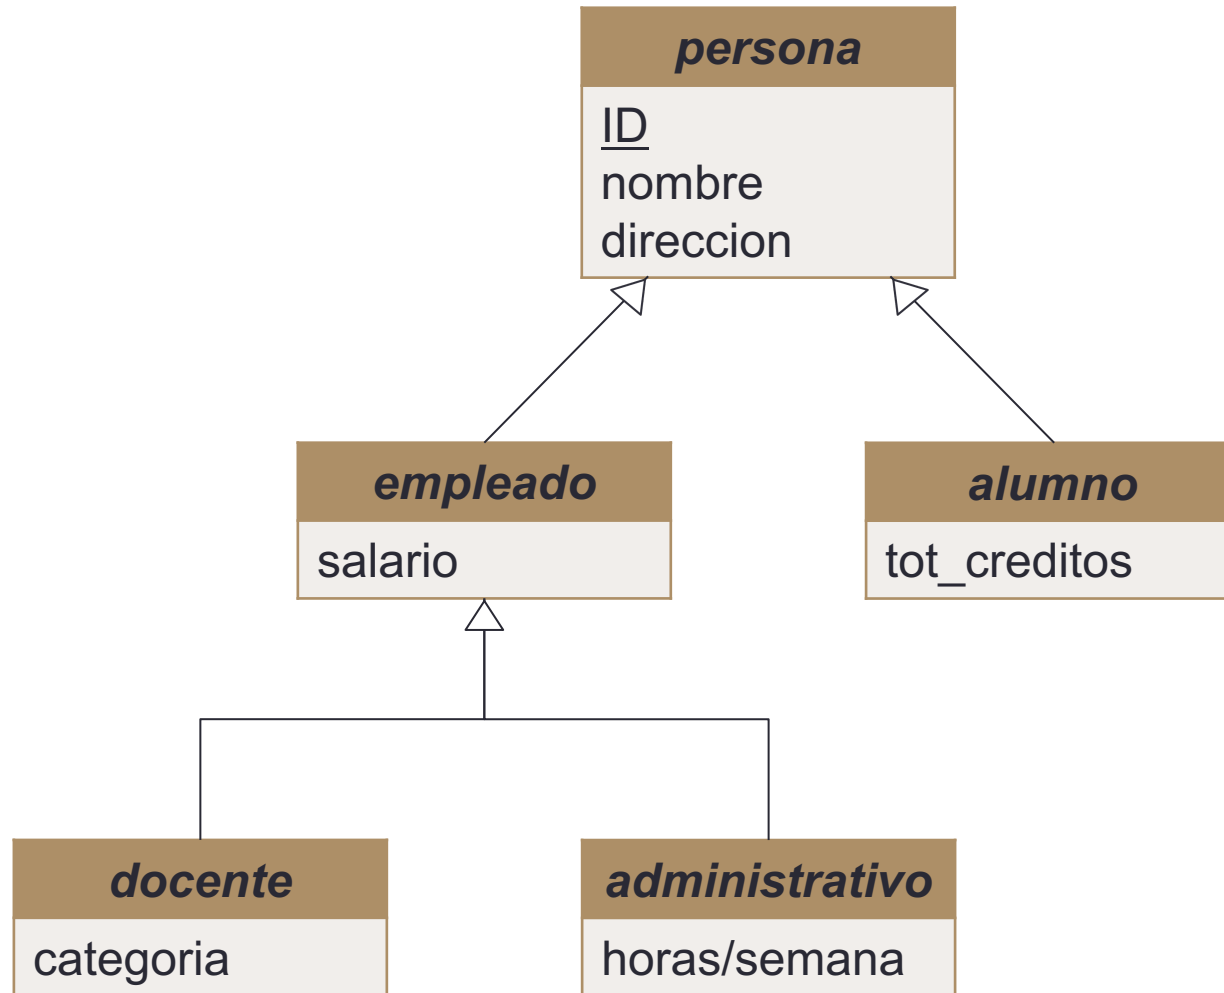 persona
ID
nombre
direccion
empleado
salario
alumno
tot_creditos
docente
categoria
administrativo
horas/semana